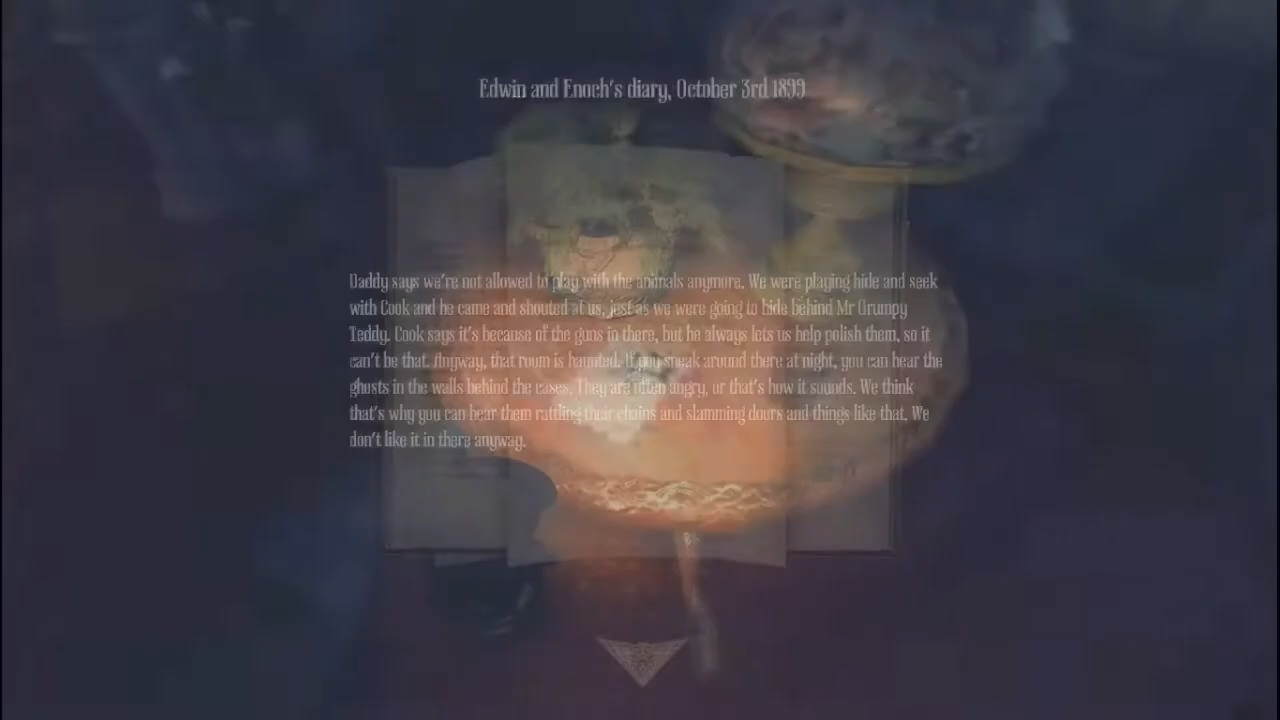 Edwin and Enoch's diary, October 3rd 1899
Daddy says we're not allowed to play with the animals anymore. We were playing hide and seek
with Cook and he came and shouted at us, jest as we were going to hide behind Mr Grumpy
Teddy. Cook says it's because of the guns in there, but he always lets us help polish them, so it
can't be that. Anyway, that room is haunted. If you sneak around there at night, you can hear the
ghosts in the walls behind the cases. They are often angry, or that's how it sounds. We think
that's why you can hear them rattling their chains and slamming doors and things like that. We
don't like it in there anyway.